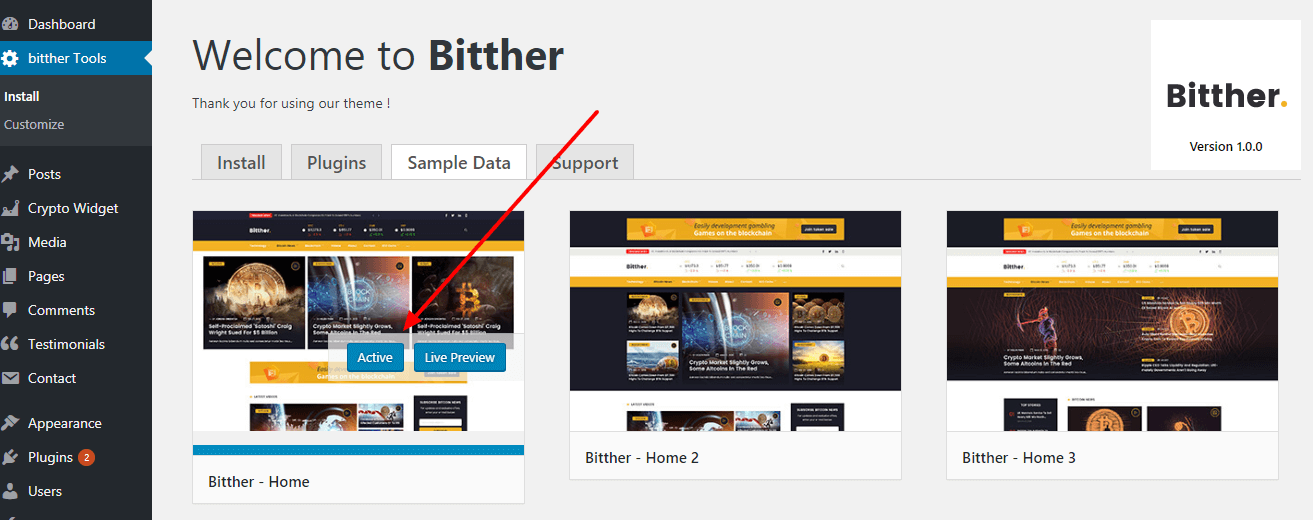 Dashboard
bitther Tools
Install
Customize
Posts
Crypto Widget
Media
Pages
Comments
Testimonials
Contact
Appearance
Plugins 2
Users
Welcome to Bitther
Thank you for using our theme !
Bitther.
Version 1.0.0
Install
Plugins
Sample Data
Support
Bitther.
Self-Proclaimed 'Satoshi' Craig
Wright Sued For $5 Billion
Crypto Market Slightly Grows,
Some Altcoins In The Red
Self-Proclaimed 'Satoshi' Craig
Wright Sued For $5 Billion
Active
Live Preview
Games on the blockchain
Bitther - Home
Easily development gambling
Games on the blockchain
Join token sale
Bitther.
Crypto Market Slightly Grows,
Some Altcoins In The Red
Bitther - Home 2
Easily development gambling
Games on the blockchain
Join token sale
Bitther.
Crypto Market Slightly Grows,
Some Altcoins In The Red
Bitther - Home 3